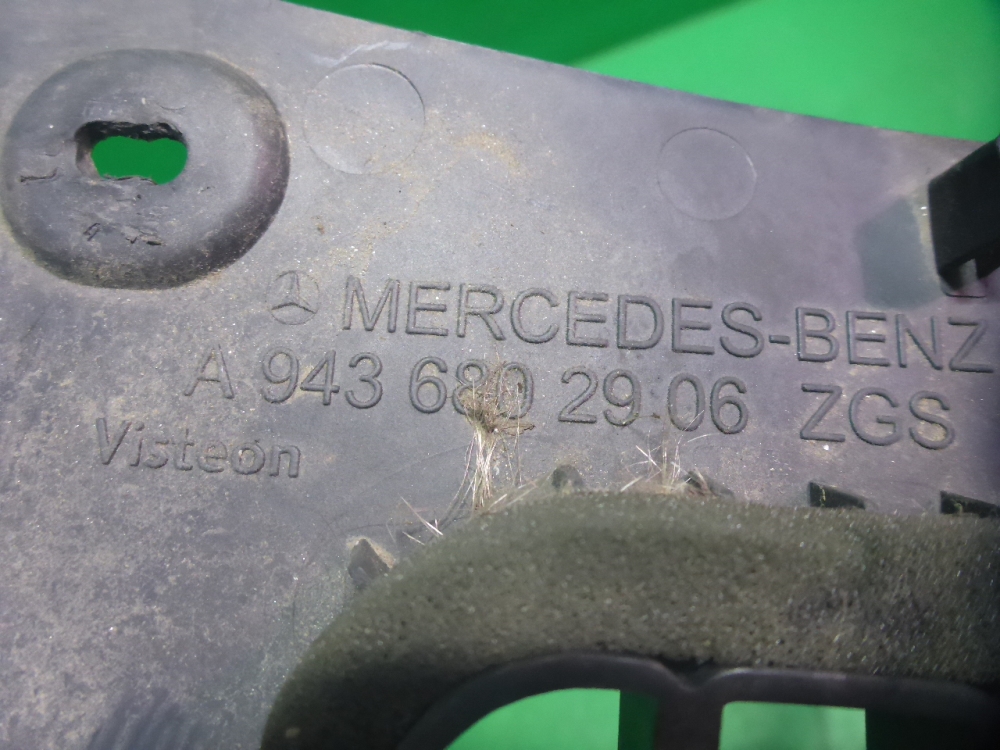 MERCEDES-BENZ
A 943 680 29 06 ZGS
Visteon